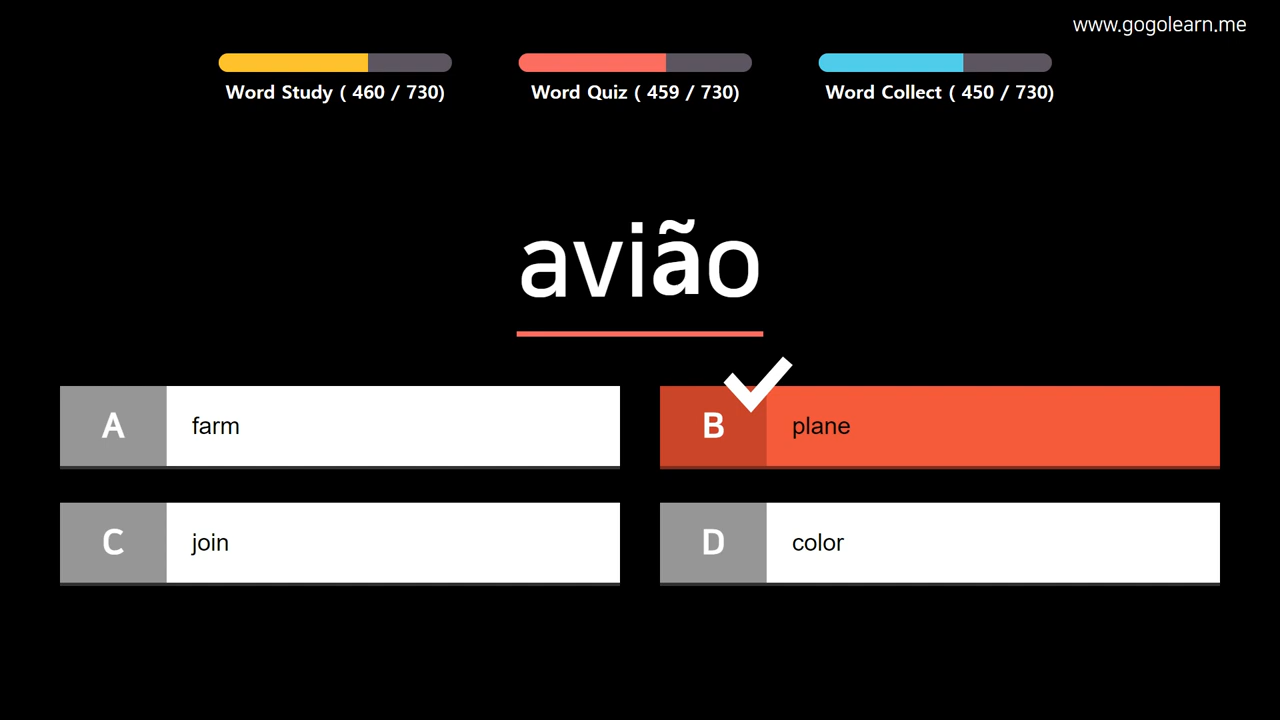 www.gogolearn.me
Word Study ( 460 / 730)
Word Quiz ( 459 / 730)
Word Collect ( 450 / 730)
avião
A farm
B plane
C join
D color